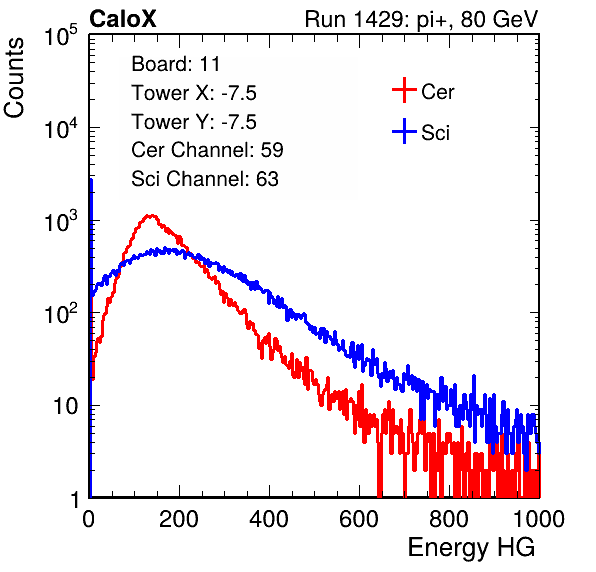 CaloX Run 1429: pi+, 80 GeV
Counts
10^5
10^4
10^3
10^2
10
1
Board: 11
Tower X: -7.5
Tower Y: -7.5
Cer Channel: 59
Sci Channel: 63
Cer
Sci
0 200 400 600 800 1000
Energy HG